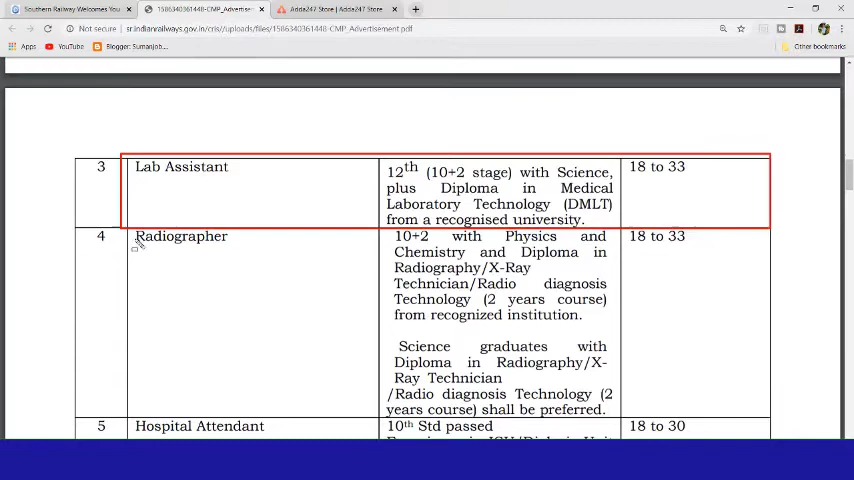 Southern Railway Welcomes You
1586340361448-CMP_Advertiseme
Adda247 Store | Adda247 Store
Not secure | sr.indianrailways.gov.in/cris//uploads/files/1586340361448-CMP_Advertisement.pdf
Apps YouTube Blogger: Sumanjob... Other bookmarks
3 Lab Assistant 12th (10+2 stage) with Science, 18 to 33
plus Diploma in Medical
Laboratory Technology (DMLT)
from a recognised university.
4 Radiographer 10+2 with Physics and 18 to 33
Chemistry and Diploma in
Radiography/X-Ray
Technician/Radio diagnosis
Technology (2 years course)
from recognized institution.
Science graduates with
Diploma in Radiography/X-
Ray Technician
/Radio diagnosis Technology (2
years course) shall be preferred.
5 Hospital Attendant 10th Std passed 18 to 30